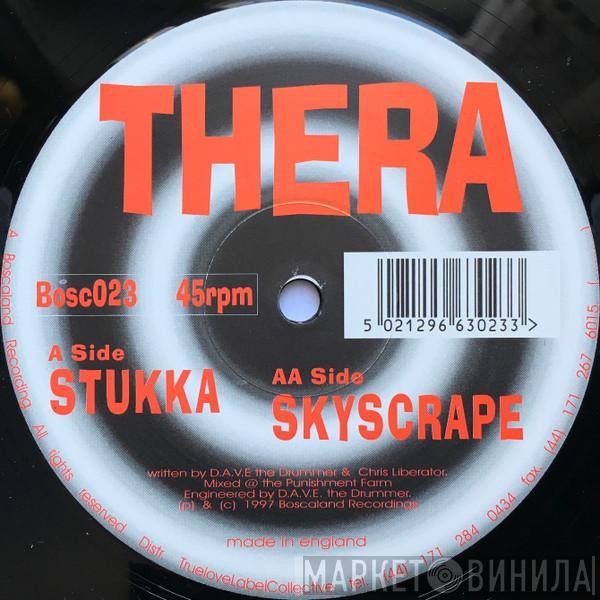 THERA
Bosc023 45rpm
5 021296 630233 >
A Side
STUKKA
AA Side
SKYSCRAPE
written by D.A.V.E the Drummer & Chris Liberator.
Mixed @ the Punishment Farm
Engineered by D.A.V.E. the Drummer.
(p) & (c) 1997 Boscaland Recordings
made in england
A Boscaland Recording. All rights reserved. Distr. TrueloveLabelCollective tel. (44) 171 284 0434 fax. (44) 171 267 6015
МАРКЕТ ВИНИЛА